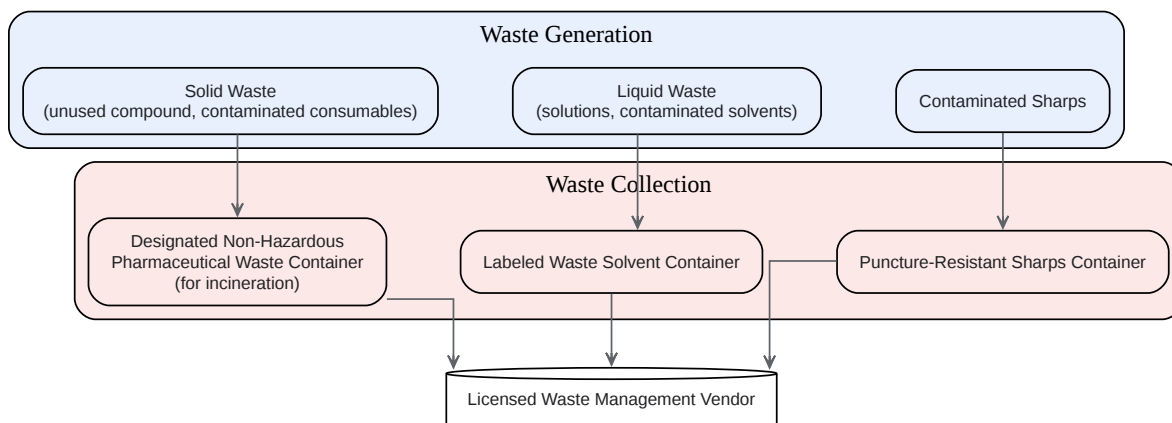 Waste Generation
Solid Waste
(unused compound, contaminated consumables)
Liquid Waste
(solutions, contaminated solvents)
Contaminated Sharps
Waste Collection
Designated Non-Hazardous
Pharmaceutical Waste Container
(for incineration)
Labeled Waste Solvent Container
Puncture-Resistant Sharps Container
Licensed Waste Management Vendor